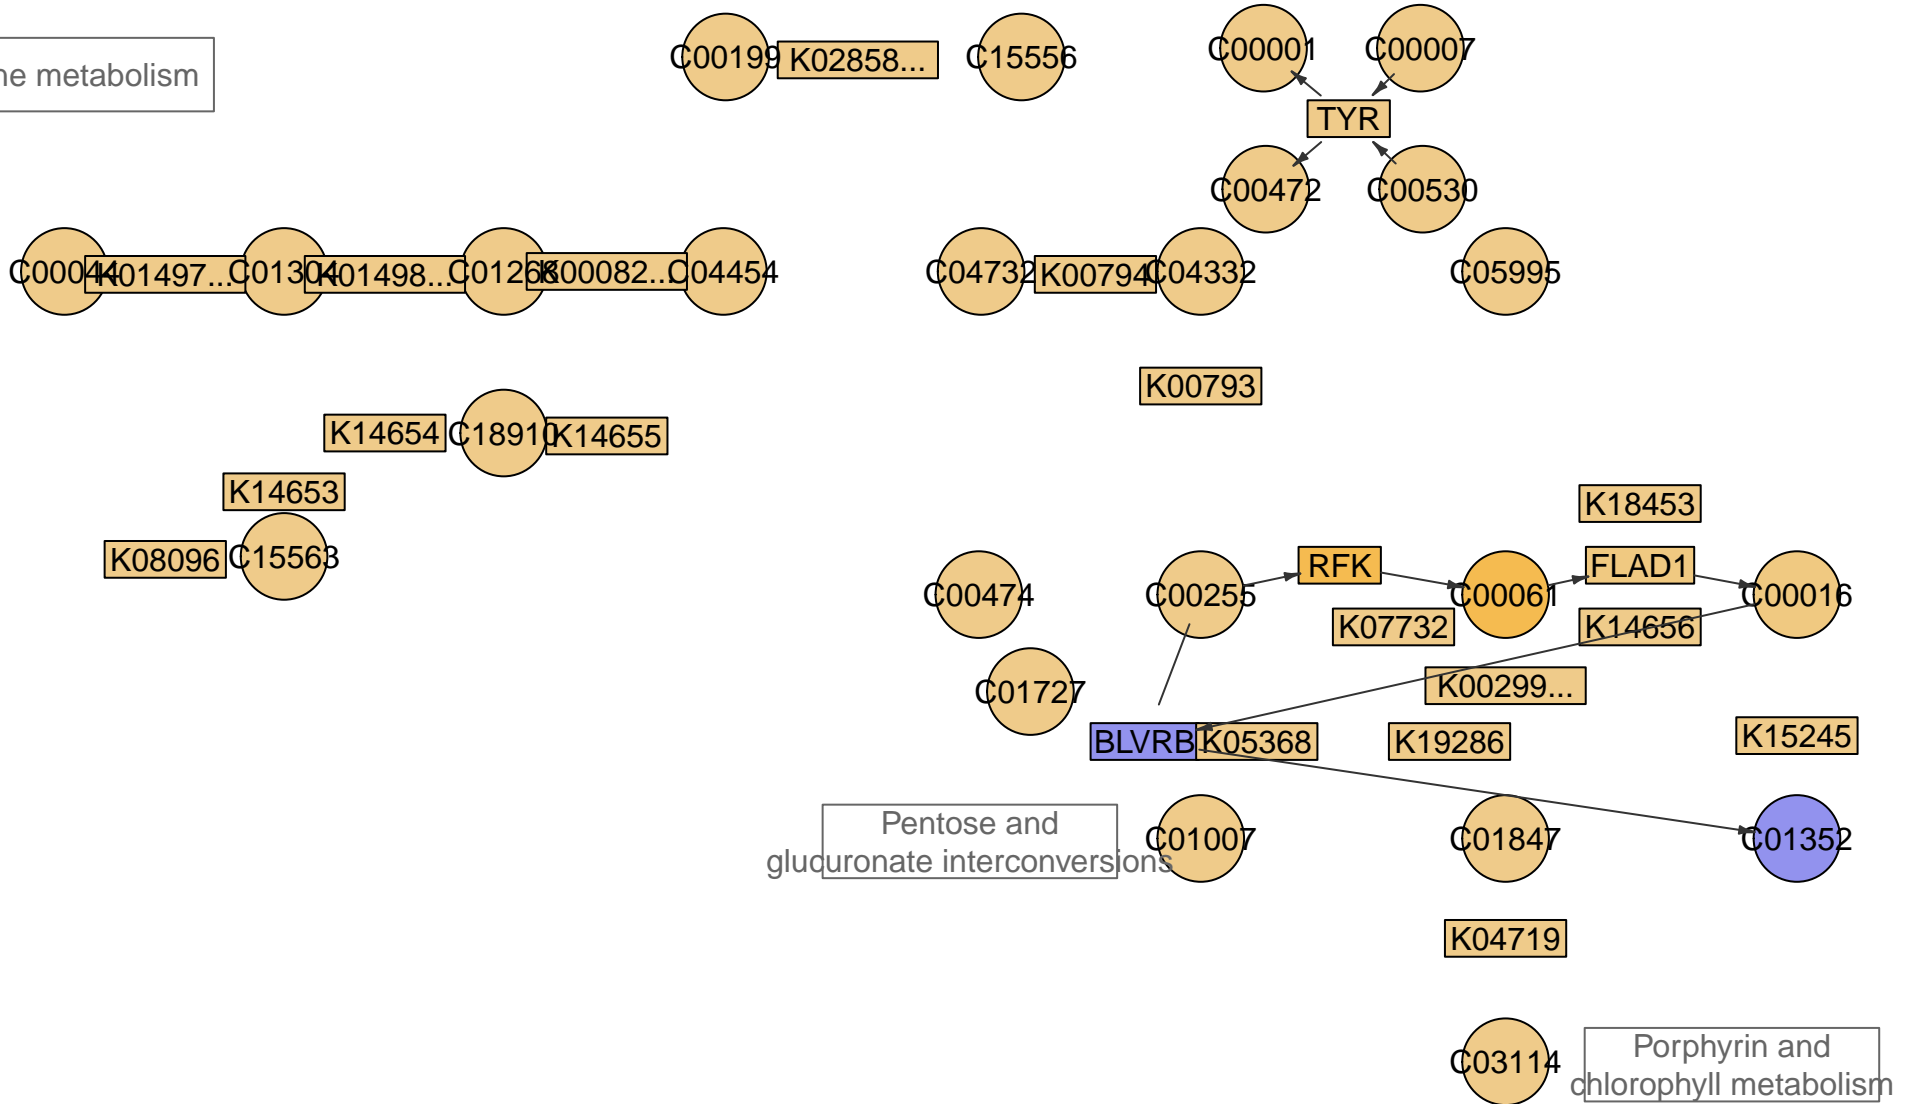 ne metabolism
C00199
K02858...
C15556
C00001
C00007
TYR
C00472
C00530
C00044
K01497...
C01304
K01498...
C01268
K00082...
C04454
C04732
K00794
C04332
C05995
K00793
K14654
C18910
K14655
K14653
K08096
C15563
K18453
C00474
C00255
RFK
C00061
FLAD1
C00016
K07732
K14656
C01727
K00299...
BLVRB
K05368
K19286
K15245
Pentose and
glucuronate interconversions
C01007
C01847
C01352
K04719
C03114
Porphyrin and
chlorophyll metabolism